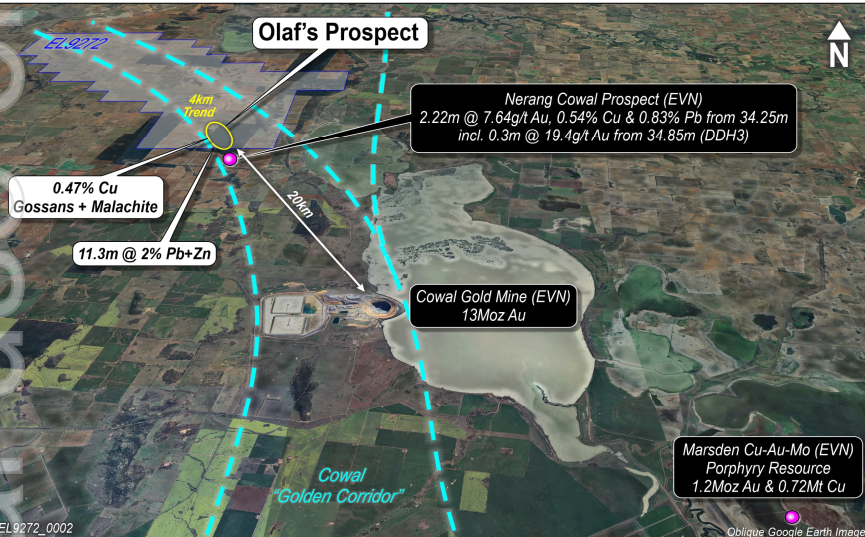 EL9272
Olaf's Prospect
N
4km
Trend
Nerang Cowal Prospect (EVN)
2.22m @ 7.64g/t Au, 0.54% Cu & 0.83% Pb from 34.25m
incl. 0.3m @ 19.4g/t Au from 34.85m (DDH3)
0.47% Cu
Gossans + Malachite
20km
11.3m @ 2% Pb+Zn
Cowal Gold Mine (EVN)
13Moz Au
Marsden Cu-Au-Mo (EVN)
Porphyry Resource
1.2Moz Au & 0.72Mt Cu
Cowal
"Golden Corridor"
EL9272_0002
Oblique Google Earth Image